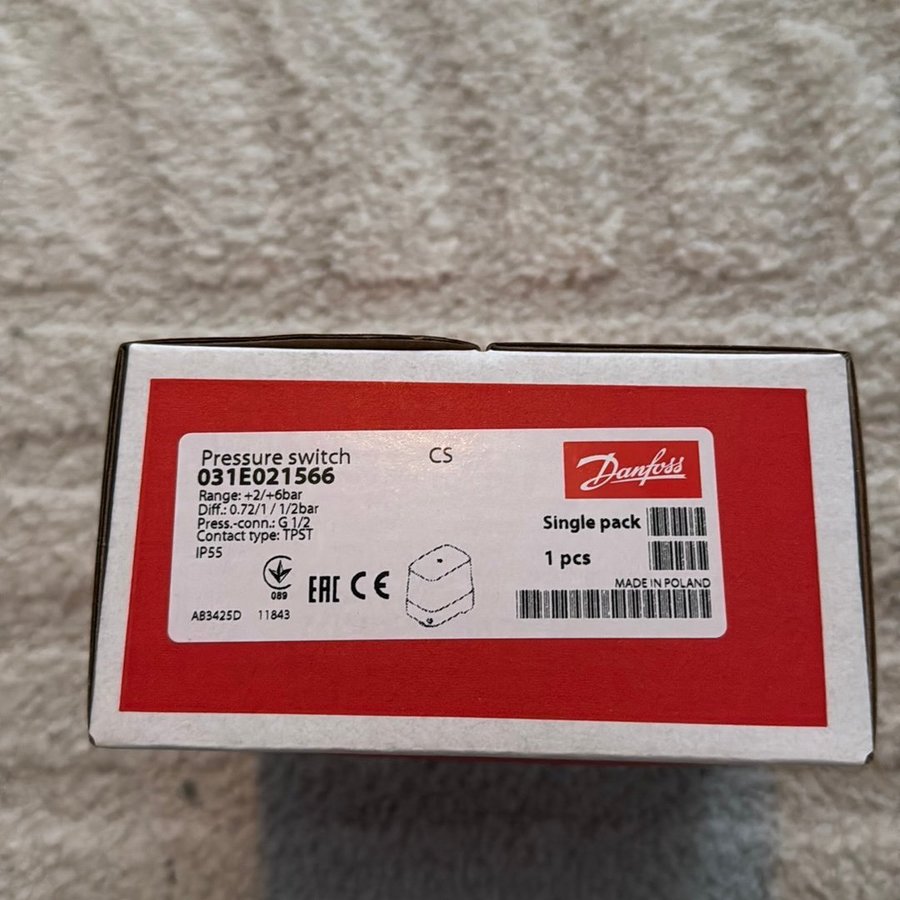 Pressure switch CS
031E021566
Range: +2/+6bar
Diff.: 0.72/1 / 1/2bar
Press.-conn.: G 1/2
Contact type: TPST
IP55
089
EAC CE
AB3425D 11843
Danfoss
Single pack
1 pcs
MADE IN POLAND